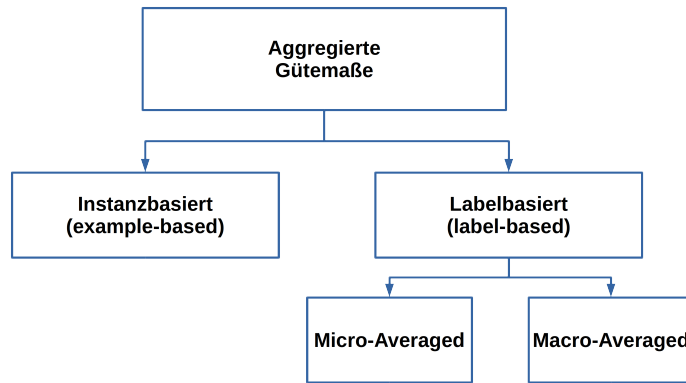 Aggregierte
Gütemaße
Instanzbasiert
(example-based)
Labelbasiert
(label-based)
Micro-Averaged
Macro-Averaged